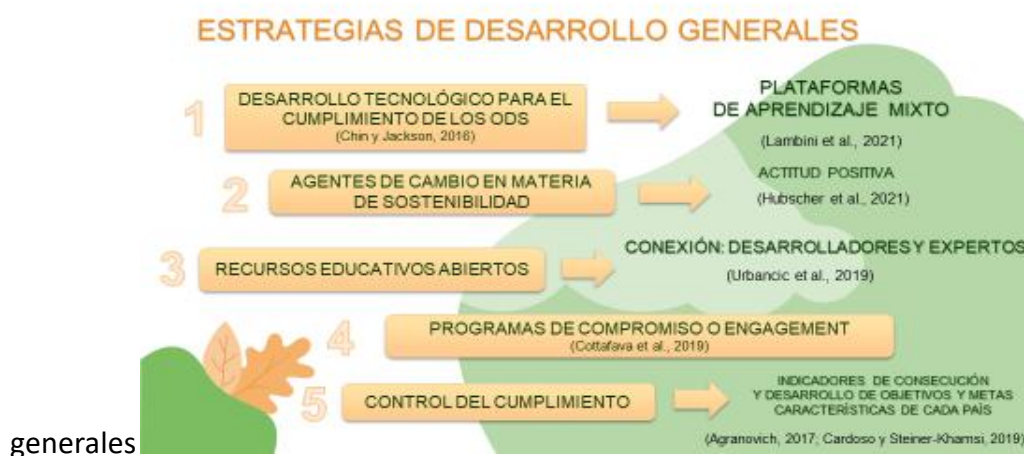 ESTRATEGIAS DE DESARROLLO GENERALES
1
DESARROLLO TECNOLÓGICO PARA EL
CUMPLIMIENTO DE LOS ODS
(Chin y Jackson, 2016)
PLATAFORMAS
DE APRENDIZAJE MIXTO
(Lambini et al., 2021)
2
AGENTES DE CAMBIO EN MATERIA
DE SOSTENIBILIDAD
ACTITUD POSITIVA
(Hubscher et al., 2021)
3
RECURSOS EDUCATIVOS ABIERTOS
CONEXIÓN: DESARROLLADORES Y EXPERTOS
(Urbancic et al., 2019)
4
PROGRAMAS DE COMPROMISO O ENGAGEMENT
(Cottafava et al., 2019)
5
CONTROL DEL CUMPLIMIENTO
INDICADORES DE CONSECUCIÓN
Y DESARROLLO DE OBJETIVOS Y METAS
CARACTERÍSTICAS DE CADA PAÍS
(Agranovich, 2017; Cardoso y Steiner-Khamsi, 2019)
generales